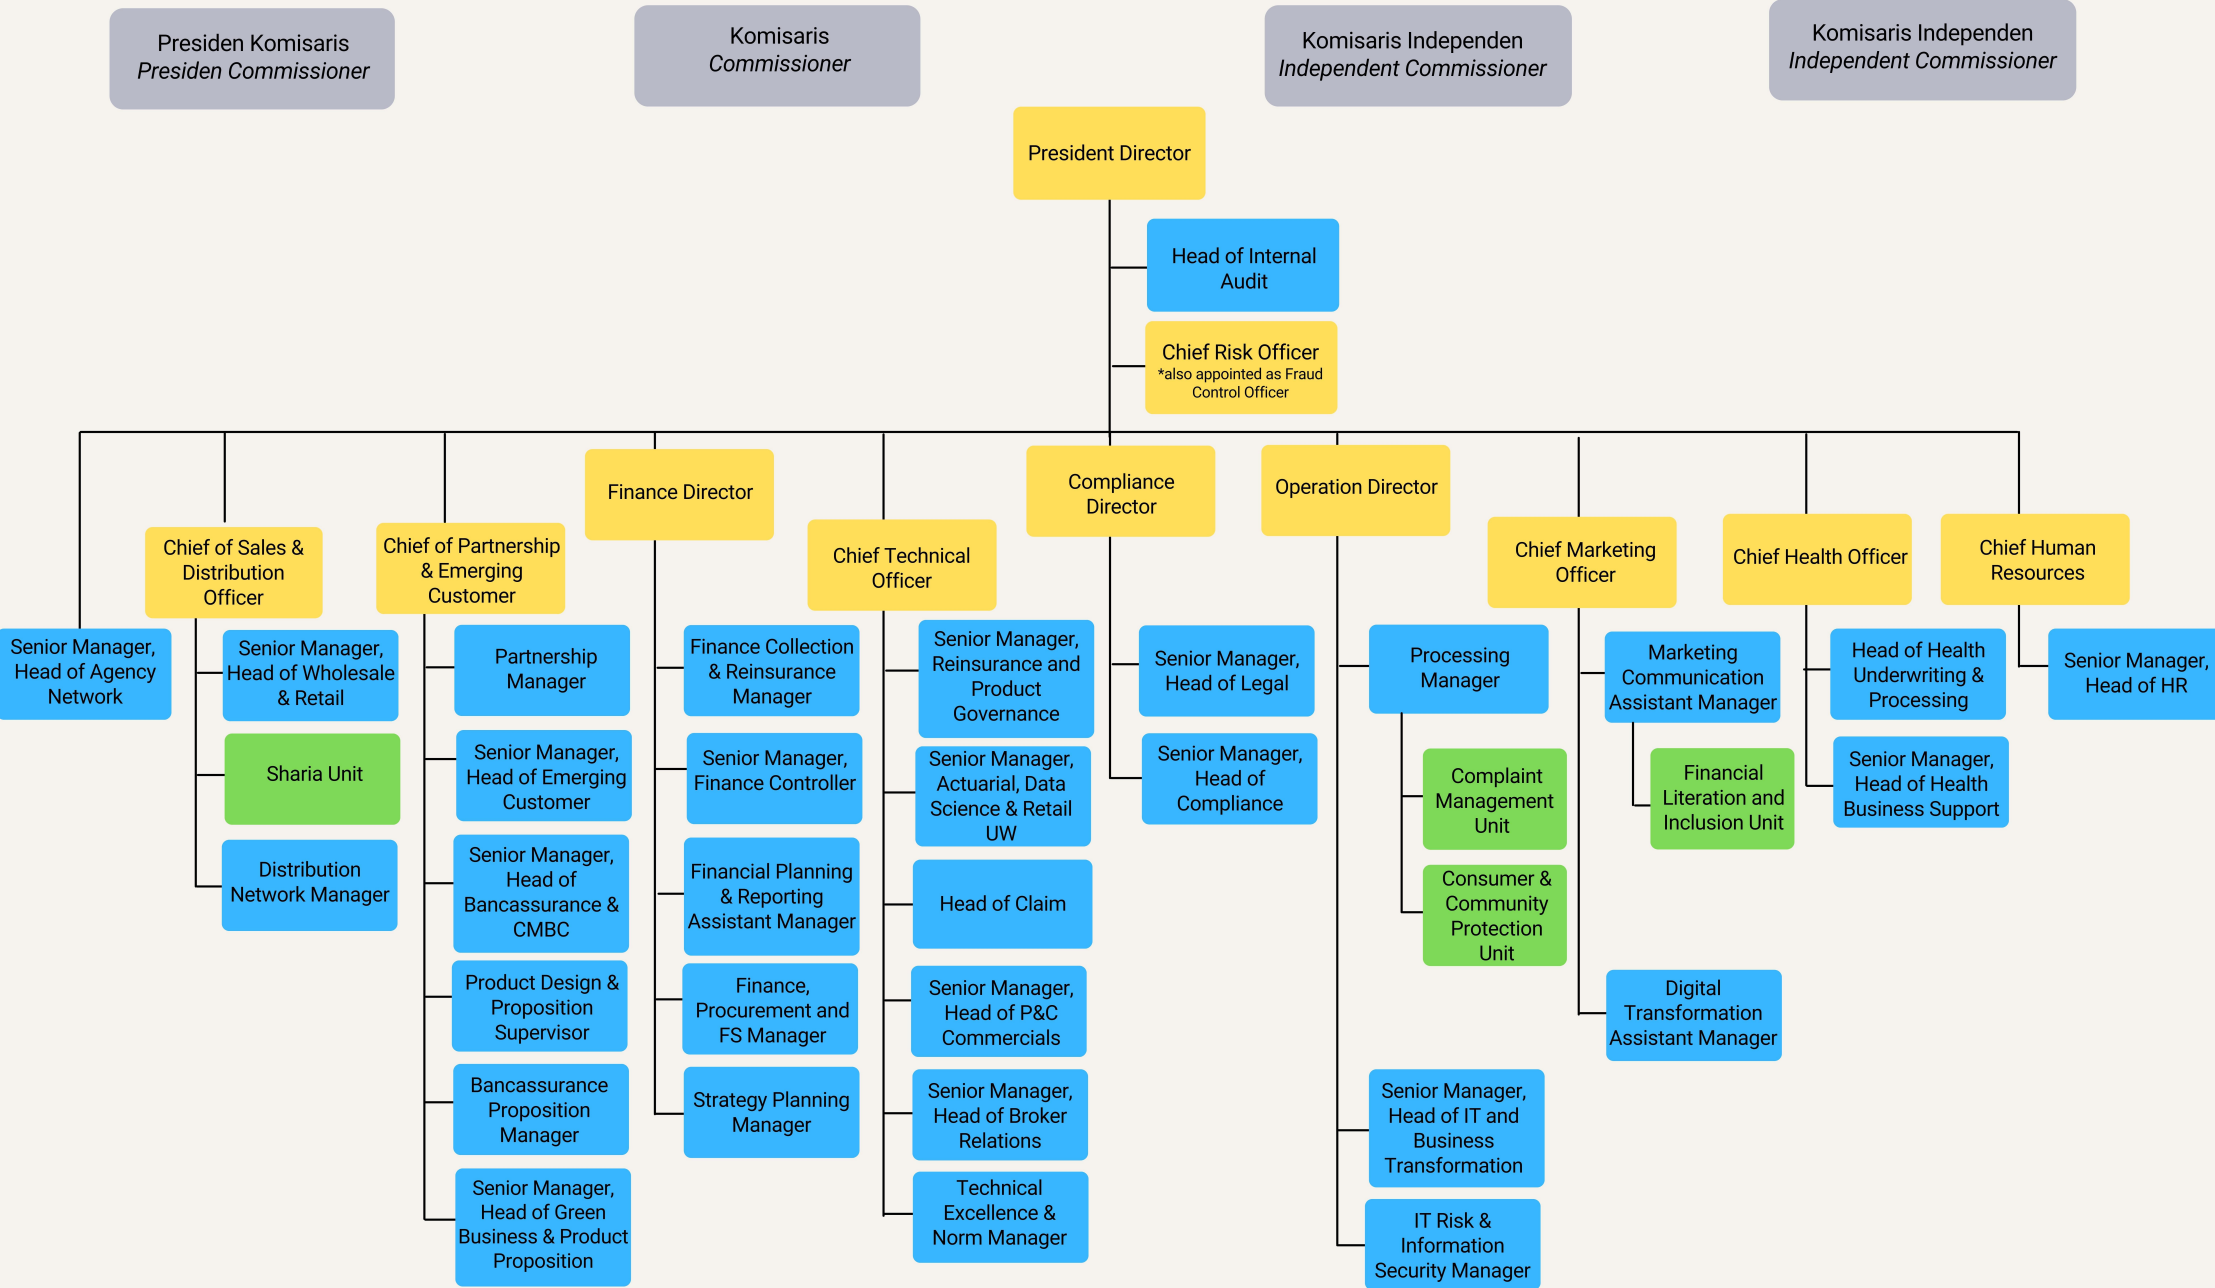 Presiden Komisaris
Presiden Commissioner
Komisaris
Commissioner
Komisaris Independen
Independent Commissioner
Komisaris Independen
Independent Commissioner
President Director
Head of Internal
Audit
Chief Risk Officer
*also appointed as Fraud
Control Officer
Senior Manager,
Head of Agency
Network
Chief of Sales &
Distribution
Officer
Senior Manager,
Head of Wholesale
& Retail
Sharia Unit
Distribution
Network Manager
Chief of Partnership
& Emerging
Customer
Partnership
Manager
Senior Manager,
Head of Emerging
Customer
Senior Manager,
Head of
Bancassurance &
CMBC
Product Design &
Proposition
Supervisor
Bancassurance
Proposition
Manager
Senior Manager,
Head of Green
Business & Product
Proposition
Finance Director
Finance Collection
& Reinsurance
Manager
Senior Manager,
Finance Controller
Financial Planning
& Reporting
Assistant Manager
Finance,
Procurement and
FS Manager
Strategy Planning
Manager
Chief Technical
Officer
Senior Manager,
Reinsurance and
Product
Governance
Senior Manager,
Actuarial, Data
Science & Retail
UW
Head of Claim
Senior Manager,
Head of P&C
Commercials
Senior Manager,
Head of Broker
Relations
Technical
Excellence &
Norm Manager
Compliance
Director
Senior Manager,
Head of Legal
Senior Manager,
Head of
Compliance
Operation Director
Processing
Manager
Complaint
Management
Unit
Consumer &
Community
Protection
Unit
Senior Manager,
Head of IT and
Business
Transformation
IT Risk &
Information
Security Manager
Chief Marketing
Officer
Marketing
Communication
Assistant Manager
Financial
Literation and
Inclusion Unit
Digital
Transformation
Assistant Manager
Chief Health Officer
Head of Health
Underwriting &
Processing
Senior Manager,
Head of Health
Business Support
Chief Human
Resources
Senior Manager,
Head of HR